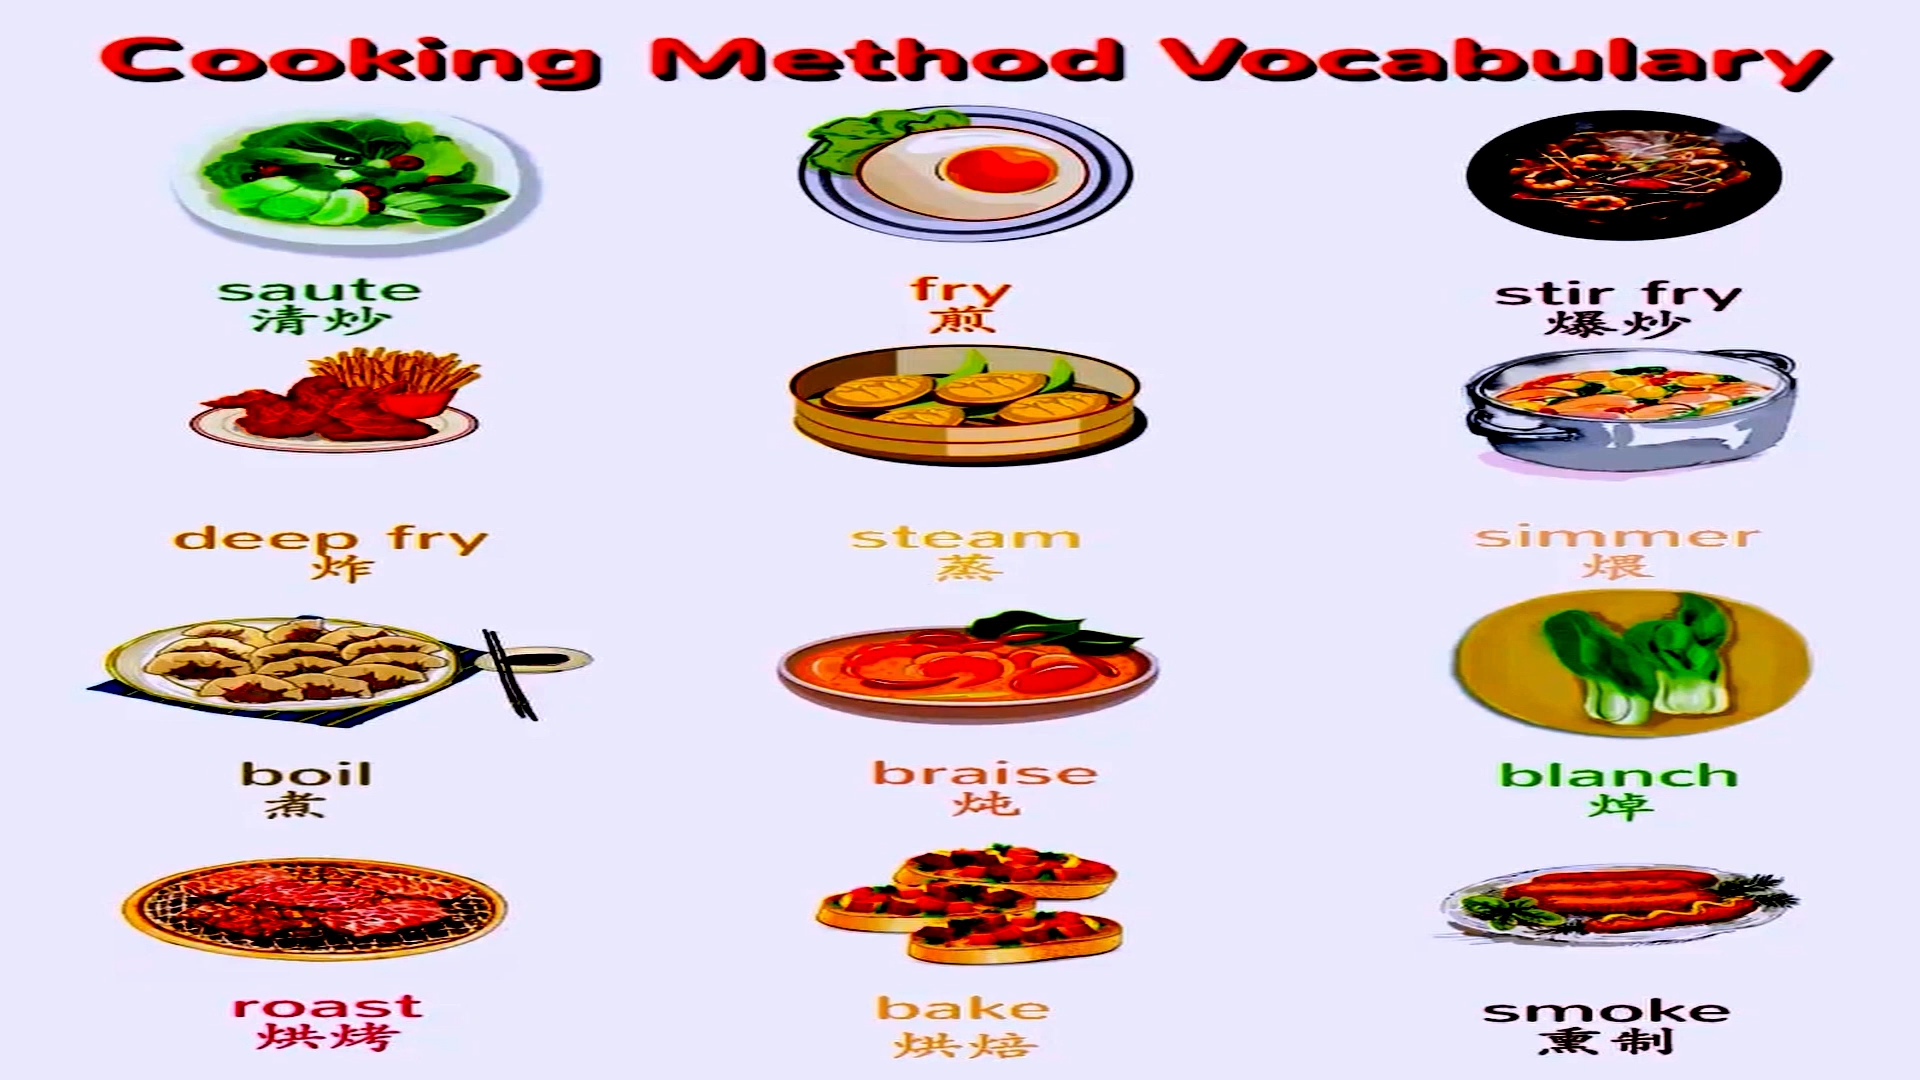 Cooking Method Vocabulary
saute
清炒
fry
煎
stir fry
爆炒
deep fry
炸
steam
蒸
simmer
煨
boil
煮
braise
炖
blanch
焯
roast
烘烤
bake
烘焙
smoke
熏制